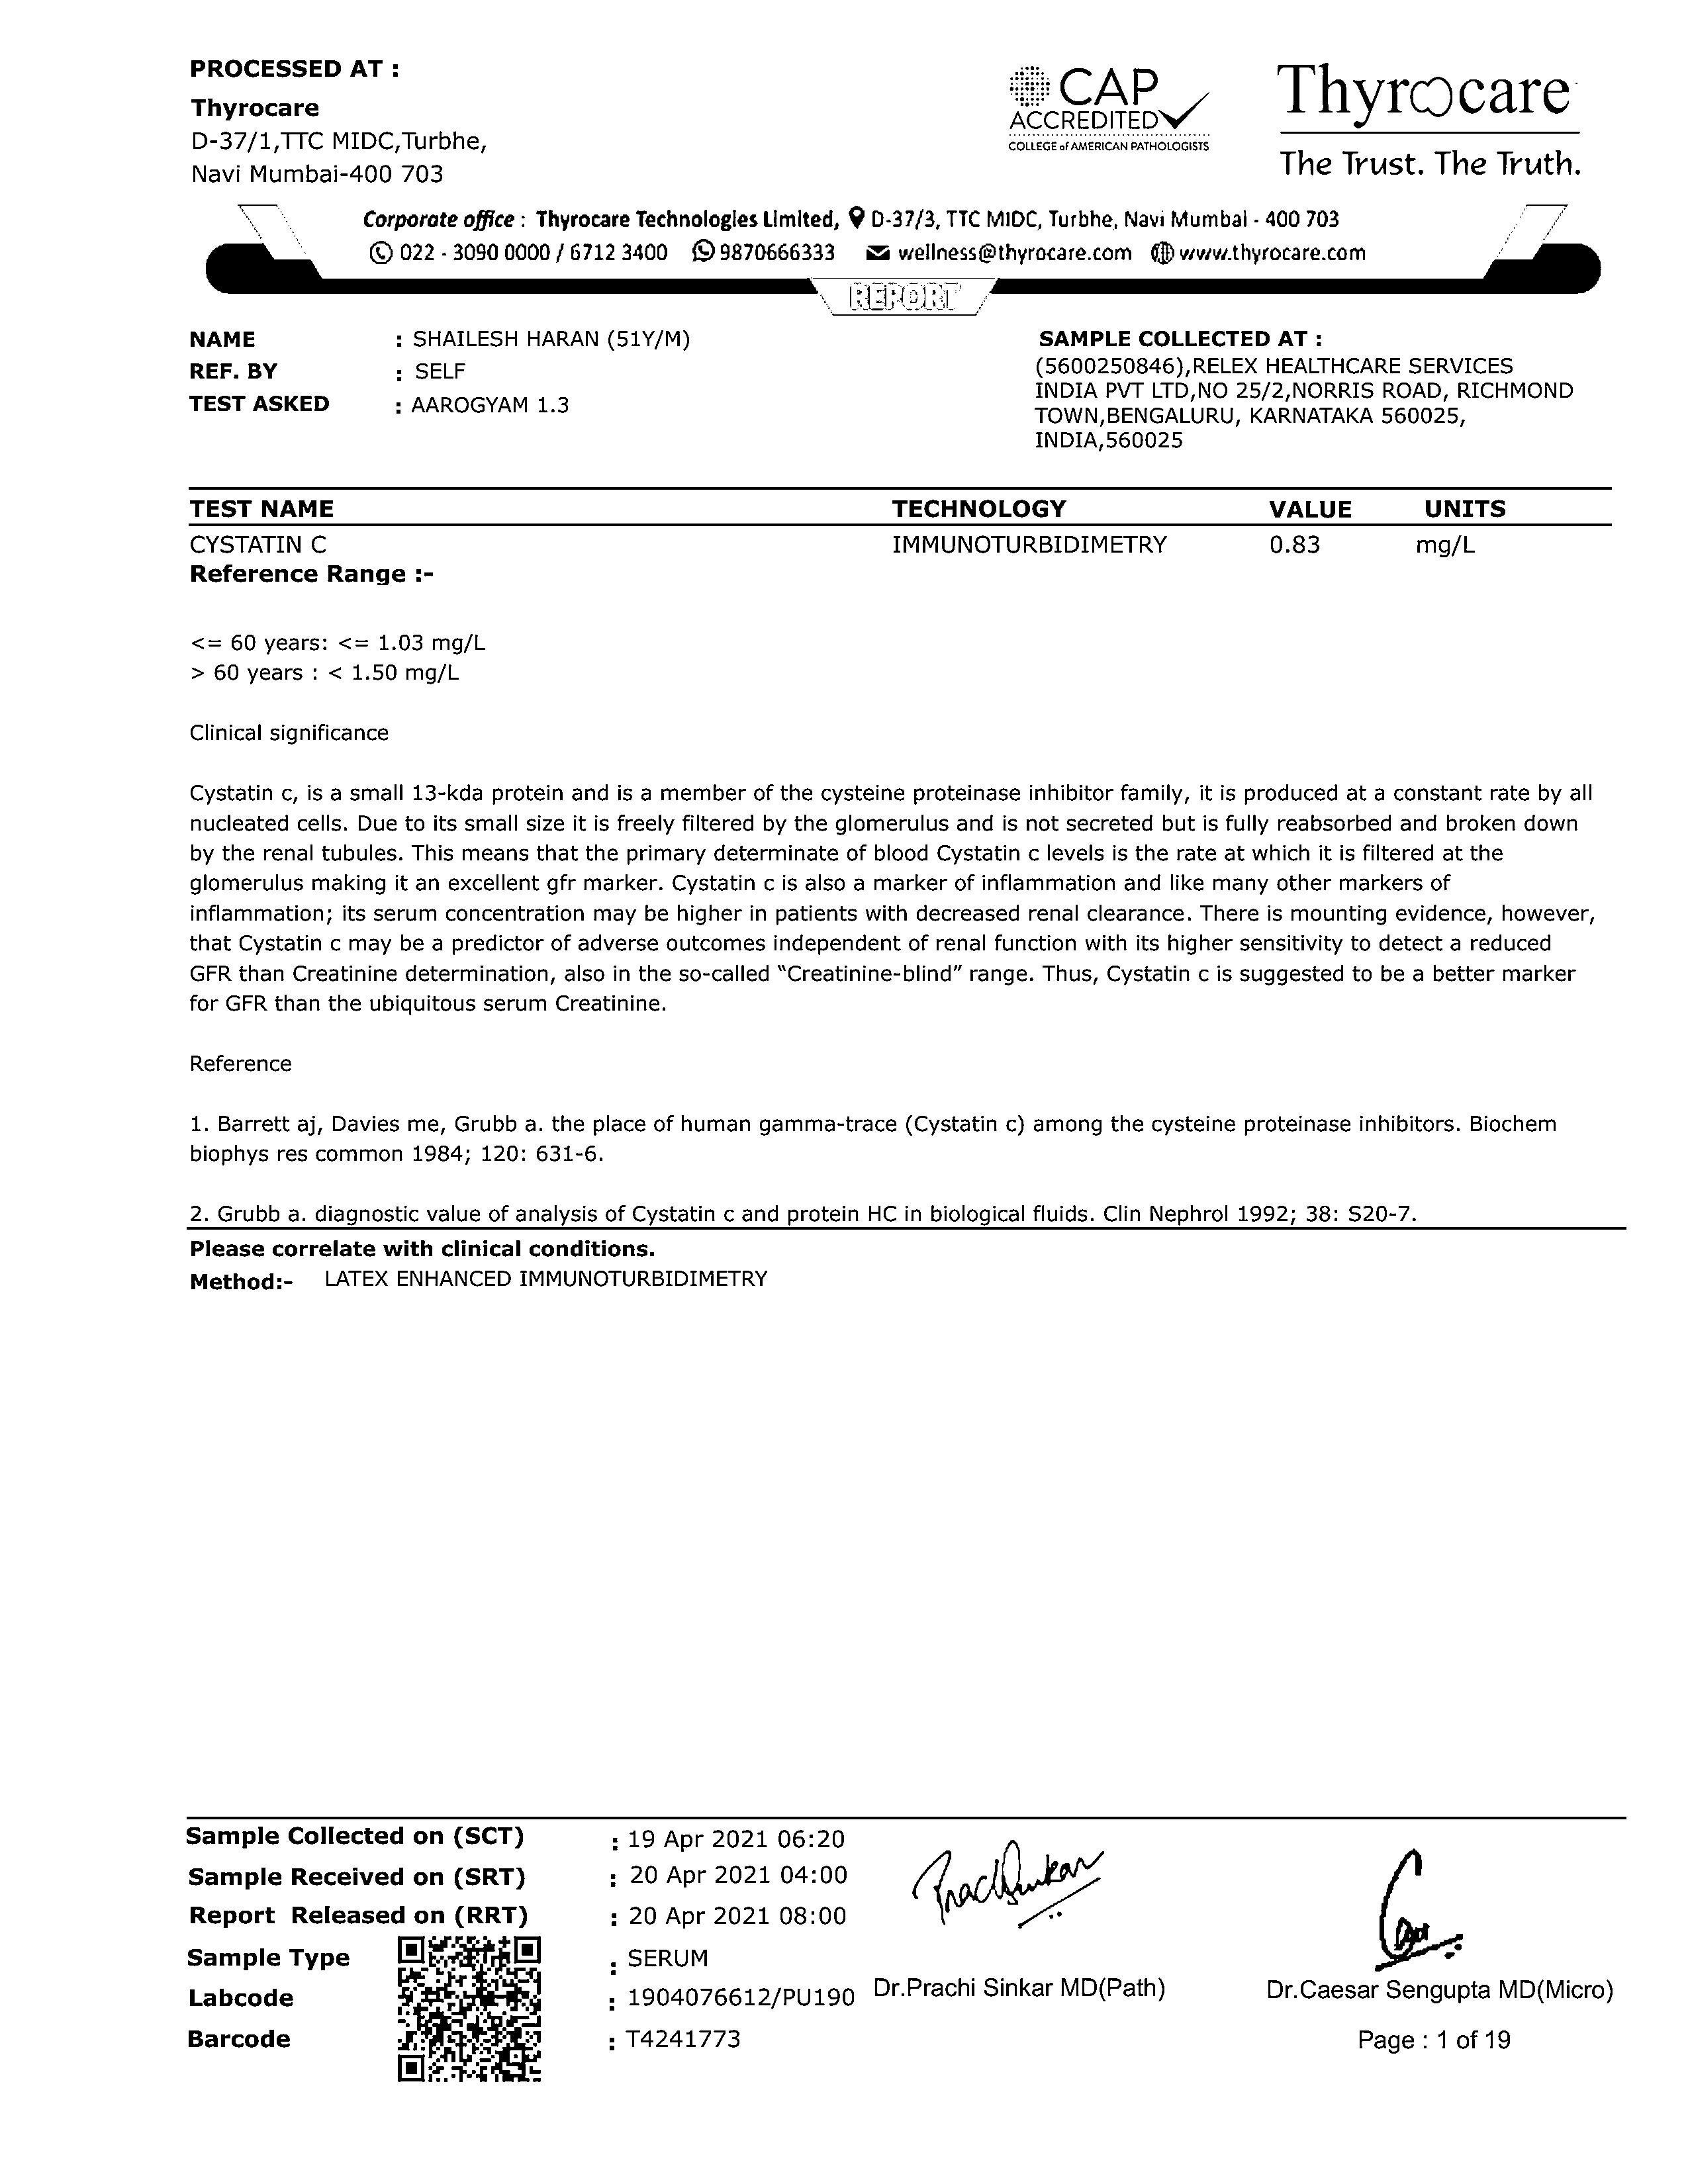 PROCESSED AT :
Thyrocare
D-37/1,TTC MIDC,Turbhe,
Navi Mumbai-400 703
CAP
ACCREDITED
COLLEGE of AMERICAN PATHOLOGISTS
Thyrocare
The Trust. The Truth.
Corporate office : Thyrocare Technologies Limited, D-37/3, TTC MIDC, Turbhe, Navi Mumbai - 400 703
022 - 3090 0000 / 6712 3400 9870666333 wellness@thyrocare.com www.thyrocare.com
REPORT
NAME : SHAILESH HARAN (51Y/M)
REF. BY : SELF
TEST ASKED : AAROGYAM 1.3
SAMPLE COLLECTED AT :
(5600250846),RELEX HEALTHCARE SERVICES
INDIA PVT LTD,NO 25/2,NORRIS ROAD, RICHMOND
TOWN,BENGALURU, KARNATAKA 560025,
INDIA,560025
TEST NAME TECHNOLOGY VALUE UNITS
CYSTATIN C IMMUNOTURBIDIMETRY 0.83 mg/L
Reference Range :-
<= 60 years: <= 1.03 mg/L
> 60 years : < 1.50 mg/L
Clinical significance
Cystatin c, is a small 13-kda protein and is a member of the cysteine proteinase inhibitor family, it is produced at a constant rate by all
nucleated cells. Due to its small size it is freely filtered by the glomerulus and is not secreted but is fully reabsorbed and broken down
by the renal tubules. This means that the primary determinate of blood Cystatin c levels is the rate at which it is filtered at the
glomerulus making it an excellent gfr marker. Cystatin c is also a marker of inflammation and like many other markers of
inflammation; its serum concentration may be higher in patients with decreased renal clearance. There is mounting evidence, however,
that Cystatin c may be a predictor of adverse outcomes independent of renal function with its higher sensitivity to detect a reduced
GFR than Creatinine determination, also in the so-called “Creatinine-blind” range. Thus, Cystatin c is suggested to be a better marker
for GFR than the ubiquitous serum Creatinine.
Reference
1. Barrett aj, Davies me, Grubb a. the place of human gamma-trace (Cystatin c) among the cysteine proteinase inhibitors. Biochem
biophys res common 1984; 120: 631-6.
2. Grubb a. diagnostic value of analysis of Cystatin c and protein HC in biological fluids. Clin Nephrol 1992; 38: S20-7.
Please correlate with clinical conditions.
Method:- LATEX ENHANCED IMMUNOTURBIDIMETRY
Sample Collected on (SCT) : 19 Apr 2021 06:20
Sample Received on (SRT) : 20 Apr 2021 04:00
Report Released on (RRT) : 20 Apr 2021 08:00
Sample Type : SERUM
Labcode : 1904076612/PU190
Barcode : T4241773
Dr.Prachi Sinkar MD(Path)
Dr.Caesar Sengupta MD(Micro)
Page : 1 of 19